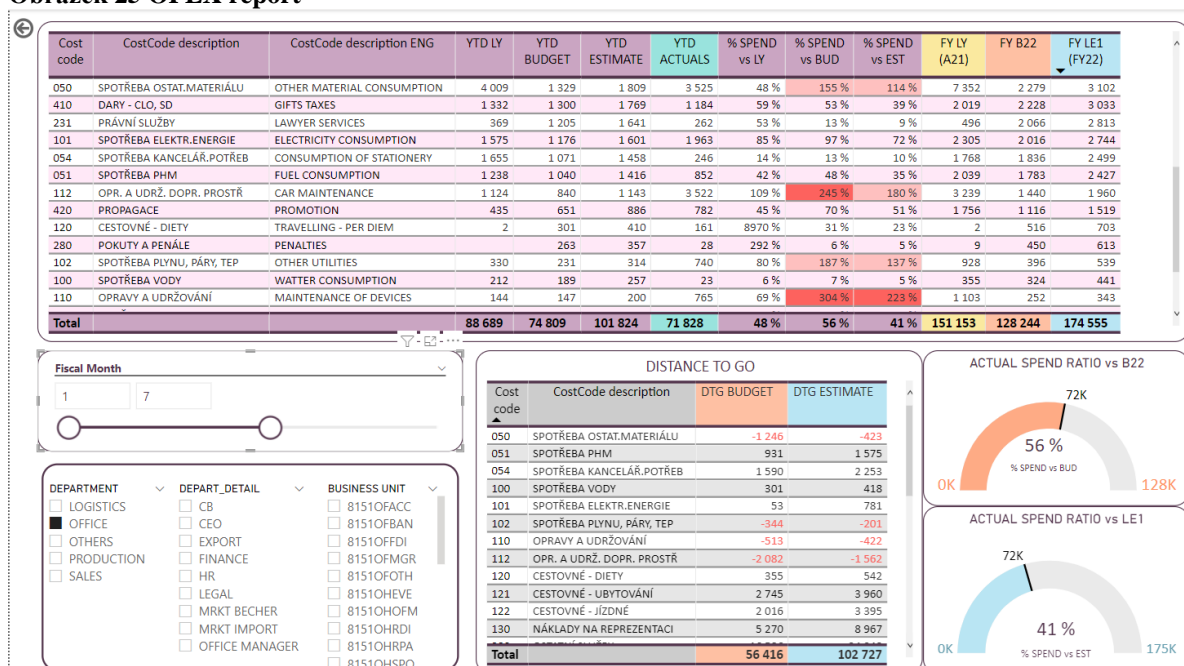 Obrázek 25 OPEX report
Cost code CostCode description CostCode description ENG YTD LY YTD BUDGET YTD ESTIMATE YTD ACTUALS % SPEND vs LY % SPEND vs BUD % SPEND vs EST FY LY (A21) FY B22 FY LE1 (FY22)
050 SPOTŘEBA OSTAT.MATERIÁLU OTHER MATERIAL CONSUMPTION 4 009 1 329 1 809 3 525 48 % 155 % 114 % 7 352 2 279 3 102
410 DARY - CLO, SD GIFTS TAXES 1 332 1 300 1 769 1 184 59 % 53 % 39 % 2 019 2 228 3 033
231 PRÁVNÍ SLUŽBY LAWYER SERVICES 369 1 205 1 641 262 53 % 13 % 9 % 496 2 066 2 813
101 SPOTŘEBA ELEKTR.ENERGIE ELECTRICITY CONSUMPTION 1 575 1 176 1 601 1 963 85 % 97 % 72 % 2 305 2 016 2 744
054 SPOTŘEBA KANCELÁŘ.POTŘEB CONSUMPTION OF STATIONERY 1 655 1 071 1 458 246 14 % 13 % 10 % 1 768 1 836 2 499
051 SPOTŘEBA PHM FUEL CONSUMPTION 1 238 1 040 1 416 852 42 % 48 % 35 % 2 039 1 783 2 427
112 OPR. A UDRŽ. DOPR. PROSTŘ CAR MAINTENANCE 1 124 840 1 143 3 522 109 % 245 % 180 % 3 239 1 440 1 960
420 PROPAGACE PROMOTION 435 651 886 782 45 % 70 % 51 % 1 756 1 116 1 519
120 CESTOVNÉ - DIETY TRAVELLING - PER DIEM 2 301 410 161 8970 % 31 % 23 % 2 516 703
280 POKUTY A PENÁLE PENALTIES 263 357 28 292 % 6 % 5 % 9 450 613
102 SPOTŘEBA PLYNU, PÁRY, TEP OTHER UTILITIES 330 231 314 740 80 % 187 % 137 % 928 396 539
100 SPOTŘEBA VODY WATTER CONSUMPTION 212 189 257 23 6 % 7 % 5 % 355 324 441
110 OPRAVY A UDRŽOVÁNÍ MAINTENANCE OF DEVICES 144 147 200 765 69 % 304 % 223 % 1 103 252 343
Total 88 689 74 809 101 824 71 828 48 % 56 % 41 % 151 153 128 244 174 555
Fiscal Month
1 7
DEPARTMENT DEPART_DETAIL BUSINESS UNIT
LOGISTICS CB 8151OFACC
OFFICE CEO 8151OFBAN
OTHERS EXPORT 8151OFFDI
PRODUCTION FINANCE 8151OFMGR
SALES HR 8151OFOTH
LEGAL 8151OHEVE
MRKT BECHER 8151OHOFM
MRKT IMPORT 8151OHRDI
OFFICE MANAGER 8151OHRPA
8151OHSPO
DISTANCE TO GO
Cost code CostCode description DTG BUDGET DTG ESTIMATE
050 SPOTŘEBA OSTAT.MATERIÁLU -1 246 -423
051 SPOTŘEBA PHM 931 1 575
054 SPOTŘEBA KANCELÁŘ.POTŘEB 1 590 2 253
100 SPOTŘEBA VODY 301 418
101 SPOTŘEBA ELEKTR.ENERGIE 53 781
102 SPOTŘEBA PLYNU, PÁRY, TEP -344 -201
110 OPRAVY A UDRŽOVÁNÍ -513 -422
112 OPR. A UDRŽ. DOPR. PROSTŘ -2 082 -1 562
120 CESTOVNÉ - DIETY 355 542
121 CESTOVNÉ - UBYTOVÁNÍ 2 745 3 960
122 CESTOVNÉ - JÍZDNÉ 2 016 3 395
130 NÁKLADY NA REPREZENTACI 5 270 8 967
Total 56 416 102 727
ACTUAL SPEND RATIO vs B22
72K
56 %
% SPEND vs BUD
0K 128K
ACTUAL SPEND RATIO vs LE1
72K
41 %
% SPEND vs EST
0K 175K